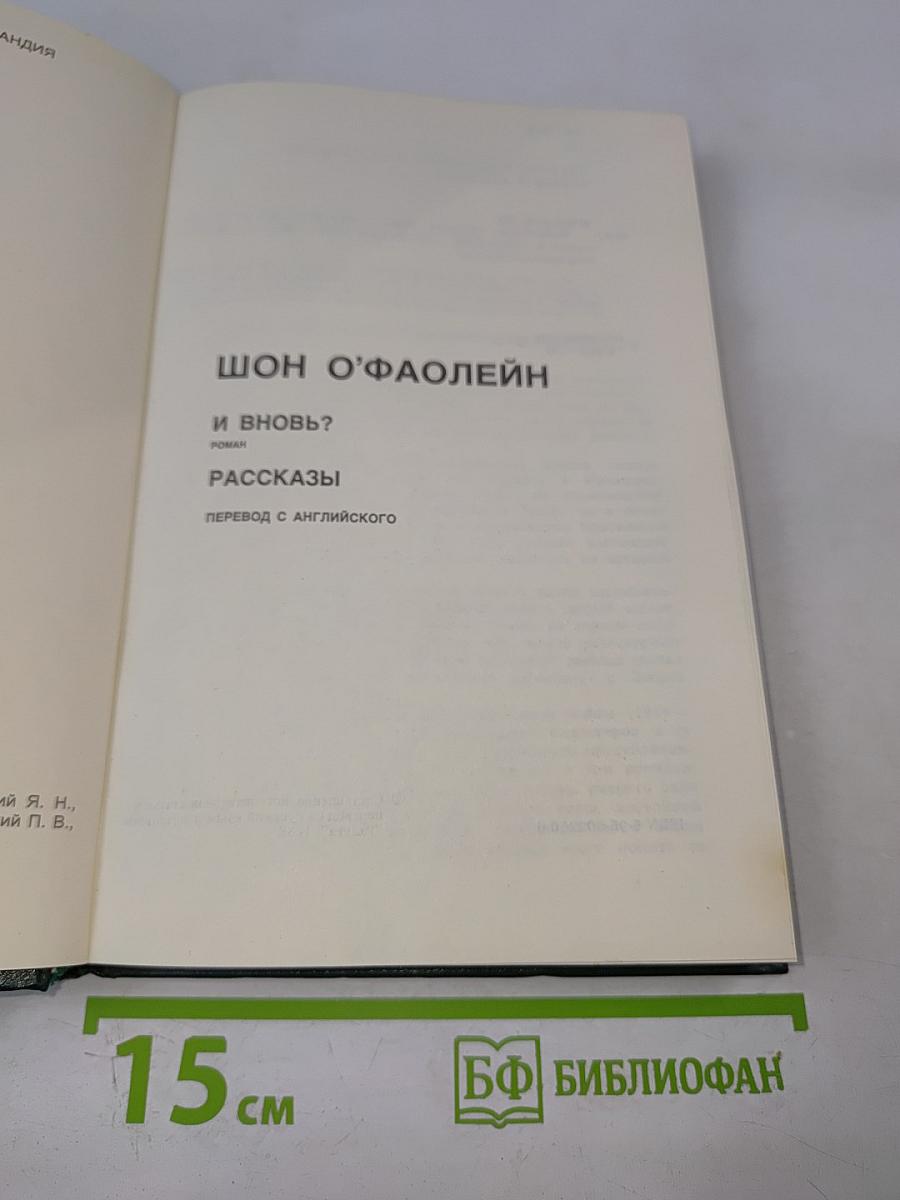 АНДИЯ
ШОН О'ФАОЛЕЙН
И ВНОВЬ?
РОМАН
РАССКАЗЫ
ПЕРЕВОД С АНГЛИЙСКОГО
ий Я. Н.,
ий П. В.,
15 см
БФ БИБЛИОФАН